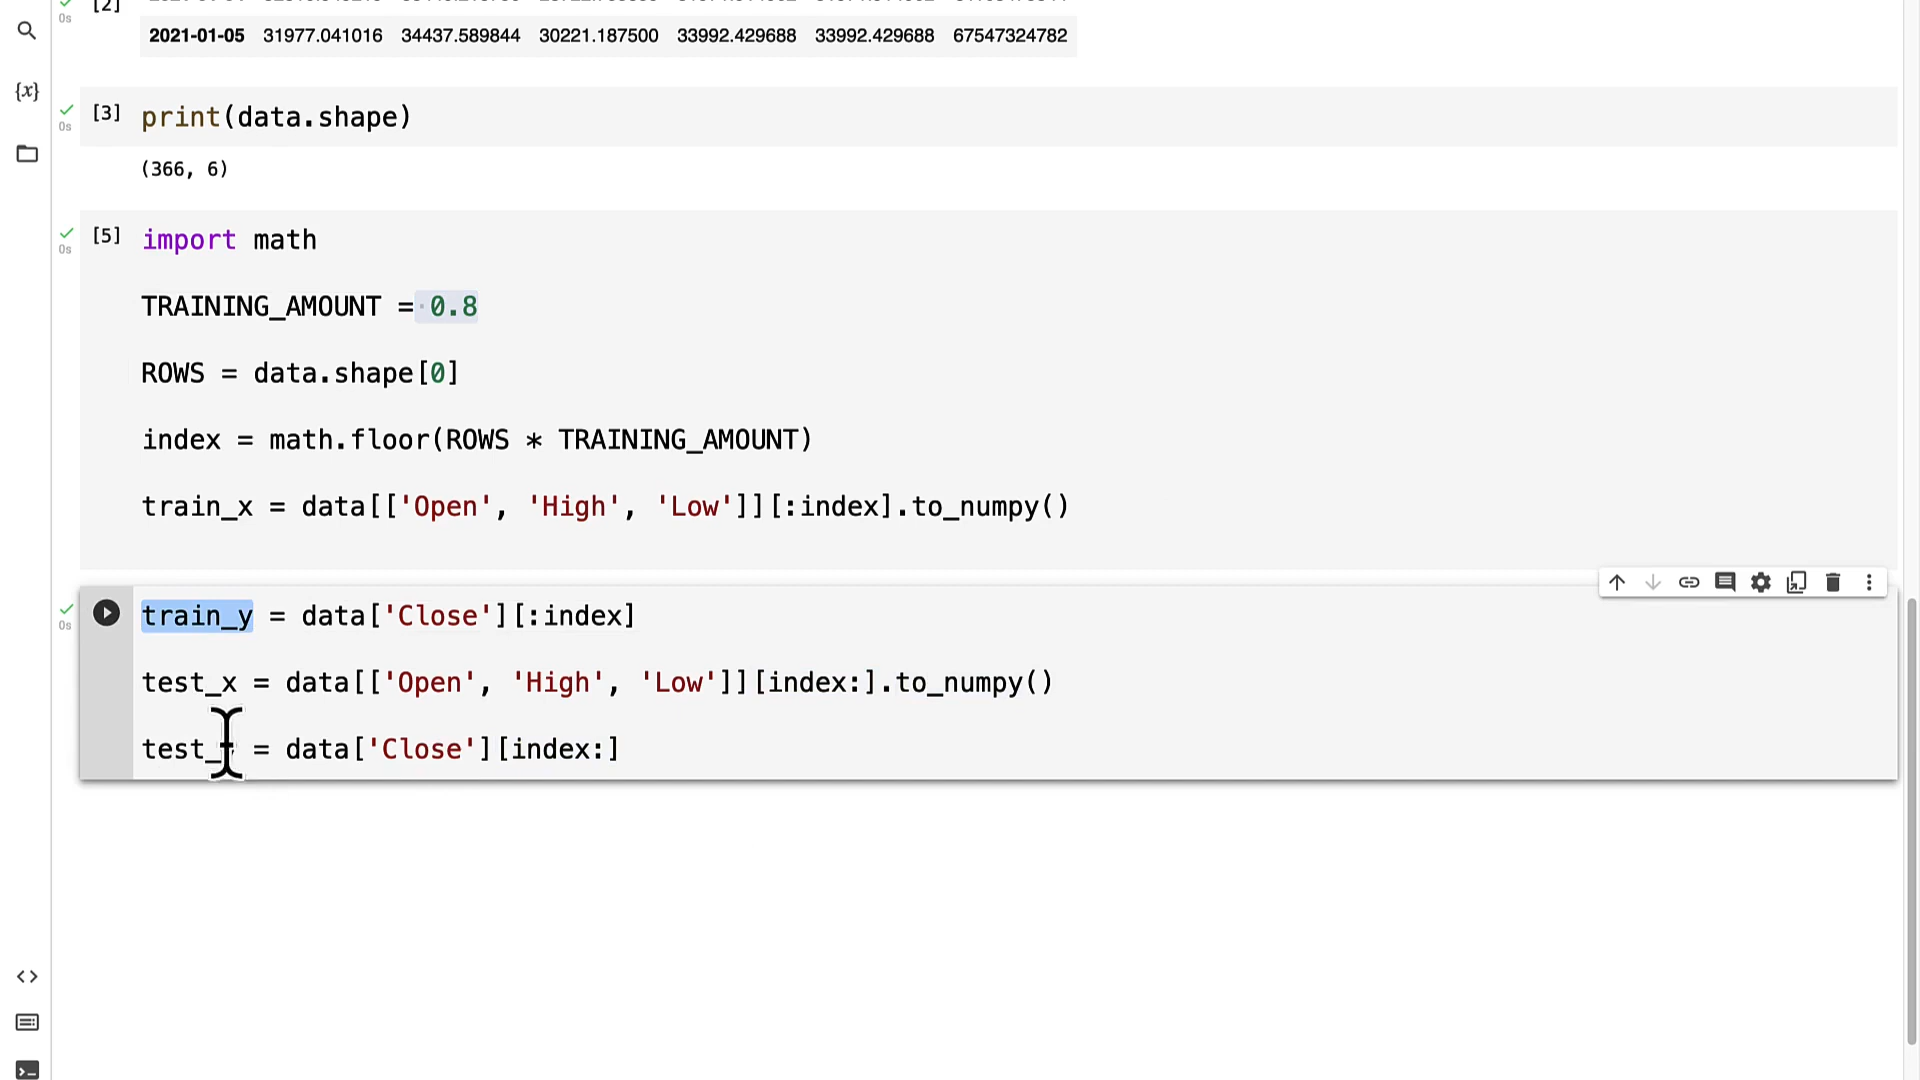 [2]
0s
2021-01-05 31977.041016 34437.589844 30221.187500 33992.429688 33992.429688 67547324782
{x}
[3] print(data.shape)
0s
(366, 6)
[5] import math
0s
TRAINING_AMOUNT = 0.8
ROWS = data.shape[0]
index = math.floor(ROWS * TRAINING_AMOUNT)
train_x = data[['Open', 'High', 'Low']][:index].to_numpy()
train_y = data['Close'][:index]
0s
test_x = data[['Open', 'High', 'Low']][index:].to_numpy()
test_ = data['Close'][index:]